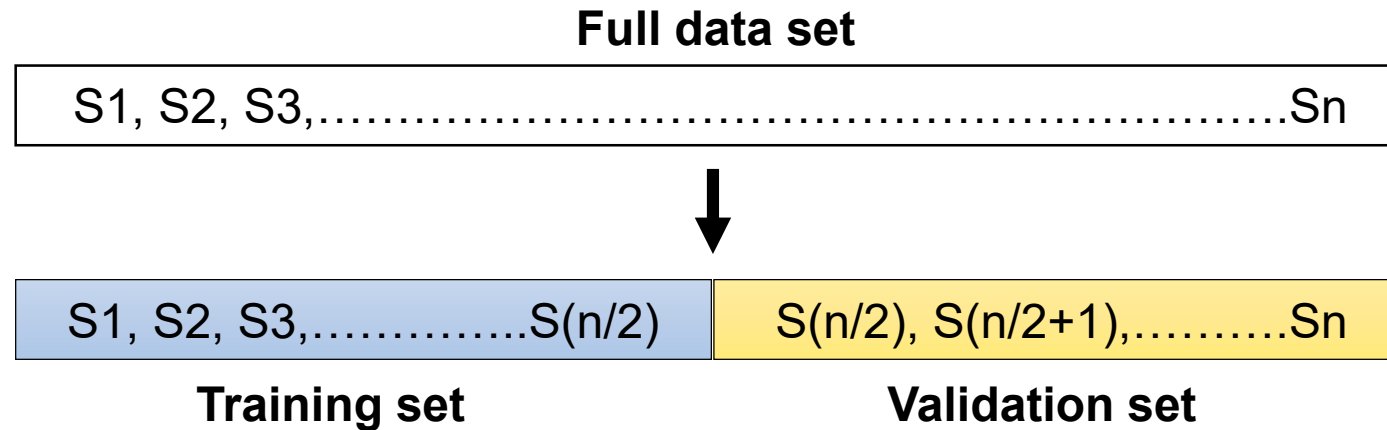 Full data set
S1, S2, S3,……………………………………………………………….Sn
S1, S2, S3,…………..S(n/2)
S(n/2), S(n/2+1),……….Sn
Training set
Validation set